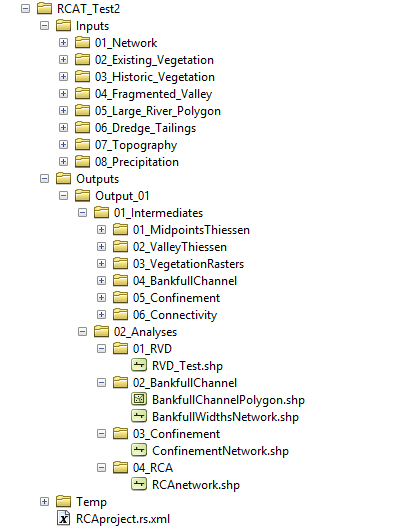 RCAT_Test2
Inputs
01_Network
02_Existing_Vegetation
03_Historic_Vegetation
04_Fragmented_Valley
05_Large_River_Polygon
06_Dredge_Tailings
07_Topography
08_Precipitation
Outputs
Output_01
01_Intermediates
01_MidpointsThiessen
02_ValleyThiessen
03_VegetationRasters
04_BankfullChannel
05_Confinement
06_Connectivity
02_Analyses
01_RVD
RVD_Test.shp
02_BankfullChannel
BankfullChannelPolygon.shp
BankfullWidthsNetwork.shp
03_Confinement
ConfinementNetwork.shp
04_RCA
RCAnetwork.shp
Temp
RCAproject.rs.xml